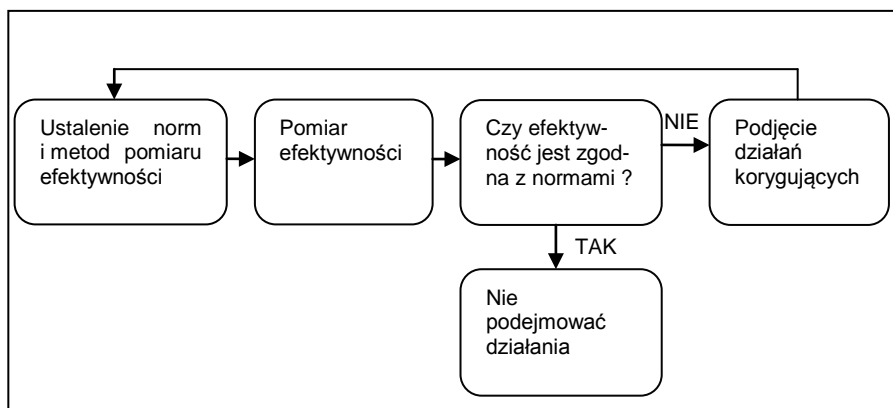 Ustalenie norm
i metod pomiaru
efektywności
Pomiar
efektywności
Czy efektyw-
ność jest zgod-
na z normami ?
NIE
Podjęcie
działań
korygujących
TAK
Nie
podejmować
działania